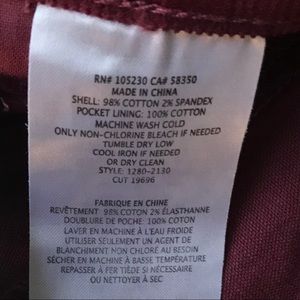 RN# 105230 CA# 58350
MADE IN CHINA
SHELL: 98% COTTON 2% SPANDEX
POCKET LINING: 100% COTTON
MACHINE WASH COLD
ONLY NON-CHLORINE BLEACH IF NEEDED
TUMBLE DRY LOW
COOL IRON IF NEEDED
OR DRY CLEAN
STYLE: 1280-2130
CUT 19696
FABRIQUE EN CHINE
REVÊTEMENT: 98% COTON 2% ÉLASTHANNE
DOUBLURE DE POCHE: 100% COTON
LAVER EN MACHINE À L'EAU FROIDE
UTILISER SEULEMENT UN AGENT DE
BLANCHIMENT NON CHLORÉ AU BESOIN
SÉCHER EN MACHINE À BASSE TEMPÉRATURE
REPASSER À FER TIÈDE SI NÉCESSAIRE
OU NETTOYER À SEC